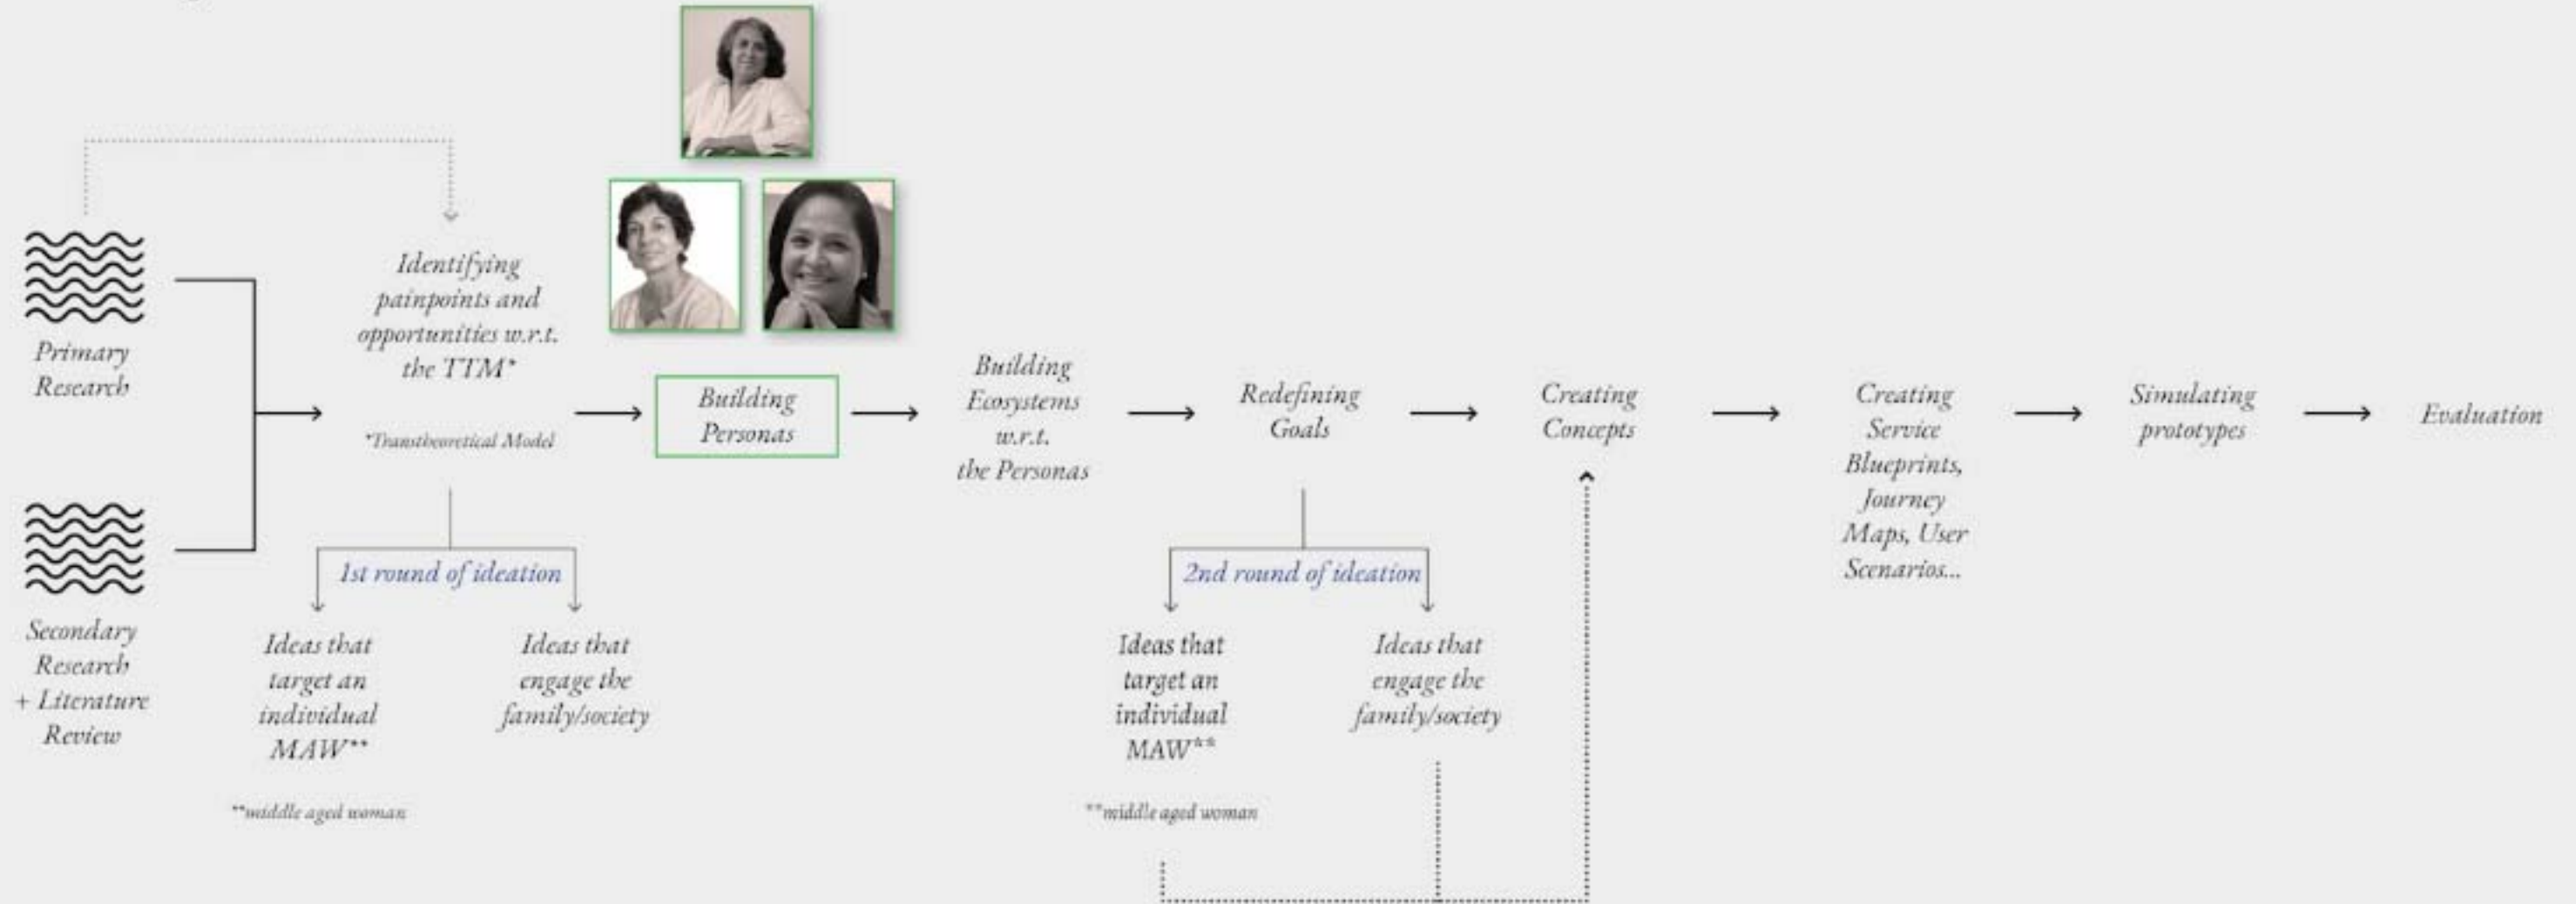 Primary
Research
Secondary
Research
+ Literature
Review
Identifying
painpoints and
opportunities w.r.t.
the TTM*
*Transtheoretical Model
1st round of ideation
Ideas that
target an
individual
MAW**
**middle aged woman
Ideas that
engage the
family/society
Building
Personas
Building
Ecosystems
w.r.t.
the Personas
Redefining
Goals
2nd round of ideation
Ideas that
target an
individual
MAW**
**middle aged woman
Ideas that
engage the
family/society
Creating
Concepts
Creating
Service
Blueprints,
Journey
Maps, User
Scenarios...
Simulating
prototypes
Evaluation